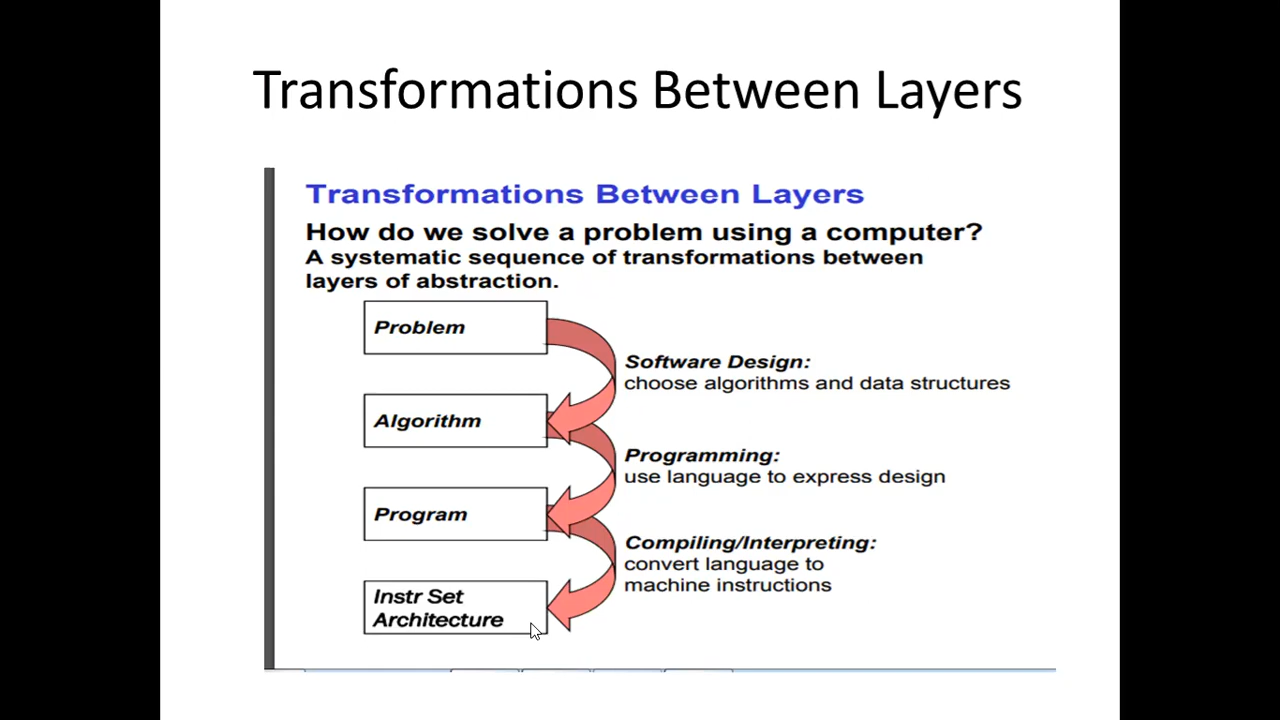 Transformations Between Layers
Transformations Between Layers
How do we solve a problem using a computer?
A systematic sequence of transformations between
layers of abstraction.
Problem
Software Design:
choose algorithms and data structures
Algorithm
Programming:
use language to express design
Program
Compiling/Interpreting:
convert language to
machine instructions
Instr Set
Architecture